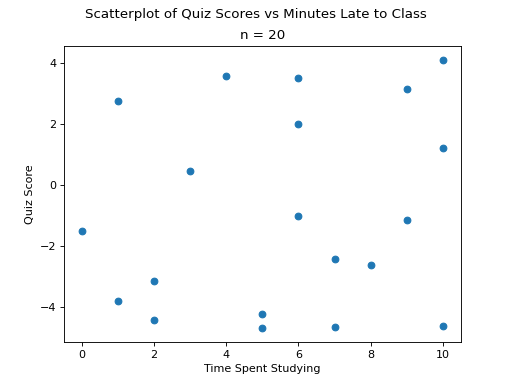 Scatterplot of Quiz Scores vs Minutes Late to Class
n = 20
4
2
0
−2
−4
Quiz Score
0 2 4 6 8 10
Time Spent Studying